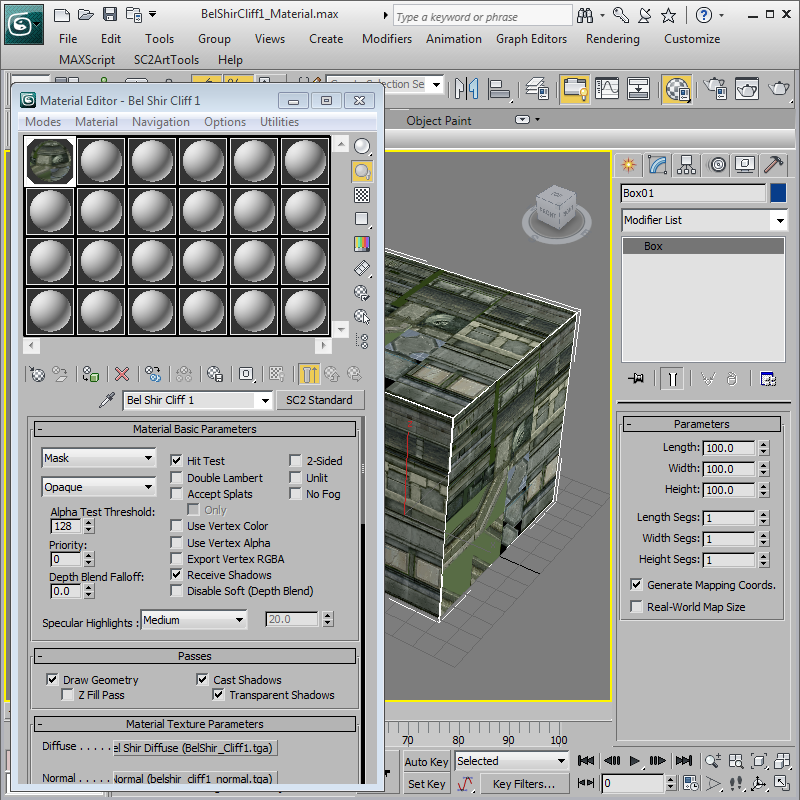 BelShirCliff1_Material.max
Type a keyword or phrase
File Edit Tools Group Views Create Modifiers Animation Graph Editors Rendering Customize
MAXScript SC2ArtTools Help
Create Selection Se
Material Editor - Bel Shir Cliff 1
Modes Material Navigation Options Utilities
Object Paint
Box01
Modifier List
Box
Bel Shir Cliff 1
SC2 Standard
Material Basic Parameters
Mask
Opaque
Hit Test
2-Sided
Double Lambert
Unlit
Accept Splats
No Fog
Only
Alpha Test Threshold:
128
Use Vertex Color
Priority:
Use Vertex Alpha
0
Export Vertex RGBA
Depth Blend Falloff:
Receive Shadows
0.0
Disable Soft (Depth Blend)
Specular Highlights :
Medium
20.0
Passes
Draw Geometry
Cast Shadows
Z Fill Pass
Transparent Shadows
Material Texture Parameters
Diffuse . . . . .
el Shir Diffuse (BelShir_Cliff1.tga)
Normal . . . . .
Normal (belshir_cliff1_normal.tga)
Parameters
Length: 100.0
Width: 100.0
Height: 100.0
Length Segs: 1
Width Segs: 1
Height Segs: 1
Generate Mapping Coords.
Real-World Map Size
70 80 90 100
Auto Key
Selected
Set Key
Key Filters...
0